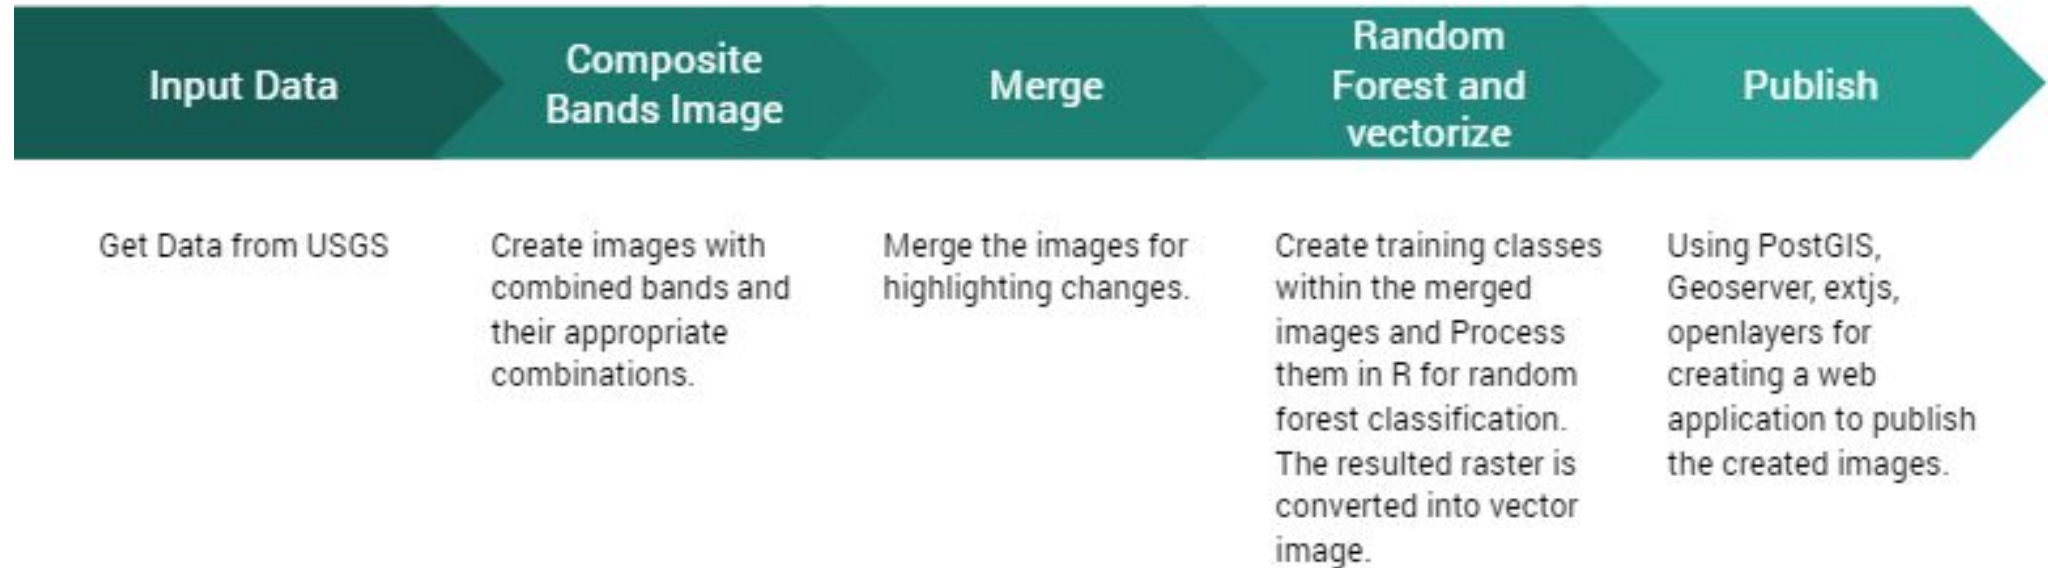 Input Data
Composite
Bands Image
Merge
Random
Forest and
vectorize
Publish
Get Data from USGS
Create images with
combined bands and
their appropriate
combinations.
Merge the images for
highlighting changes.
Create training classes
within the merged
images and Process
them in R for random
forest classification.
The resulted raster is
converted into vector
image.
Using PostGIS,
Geoserver, extjs,
openlayers for
creating a web
application to publish
the created images.